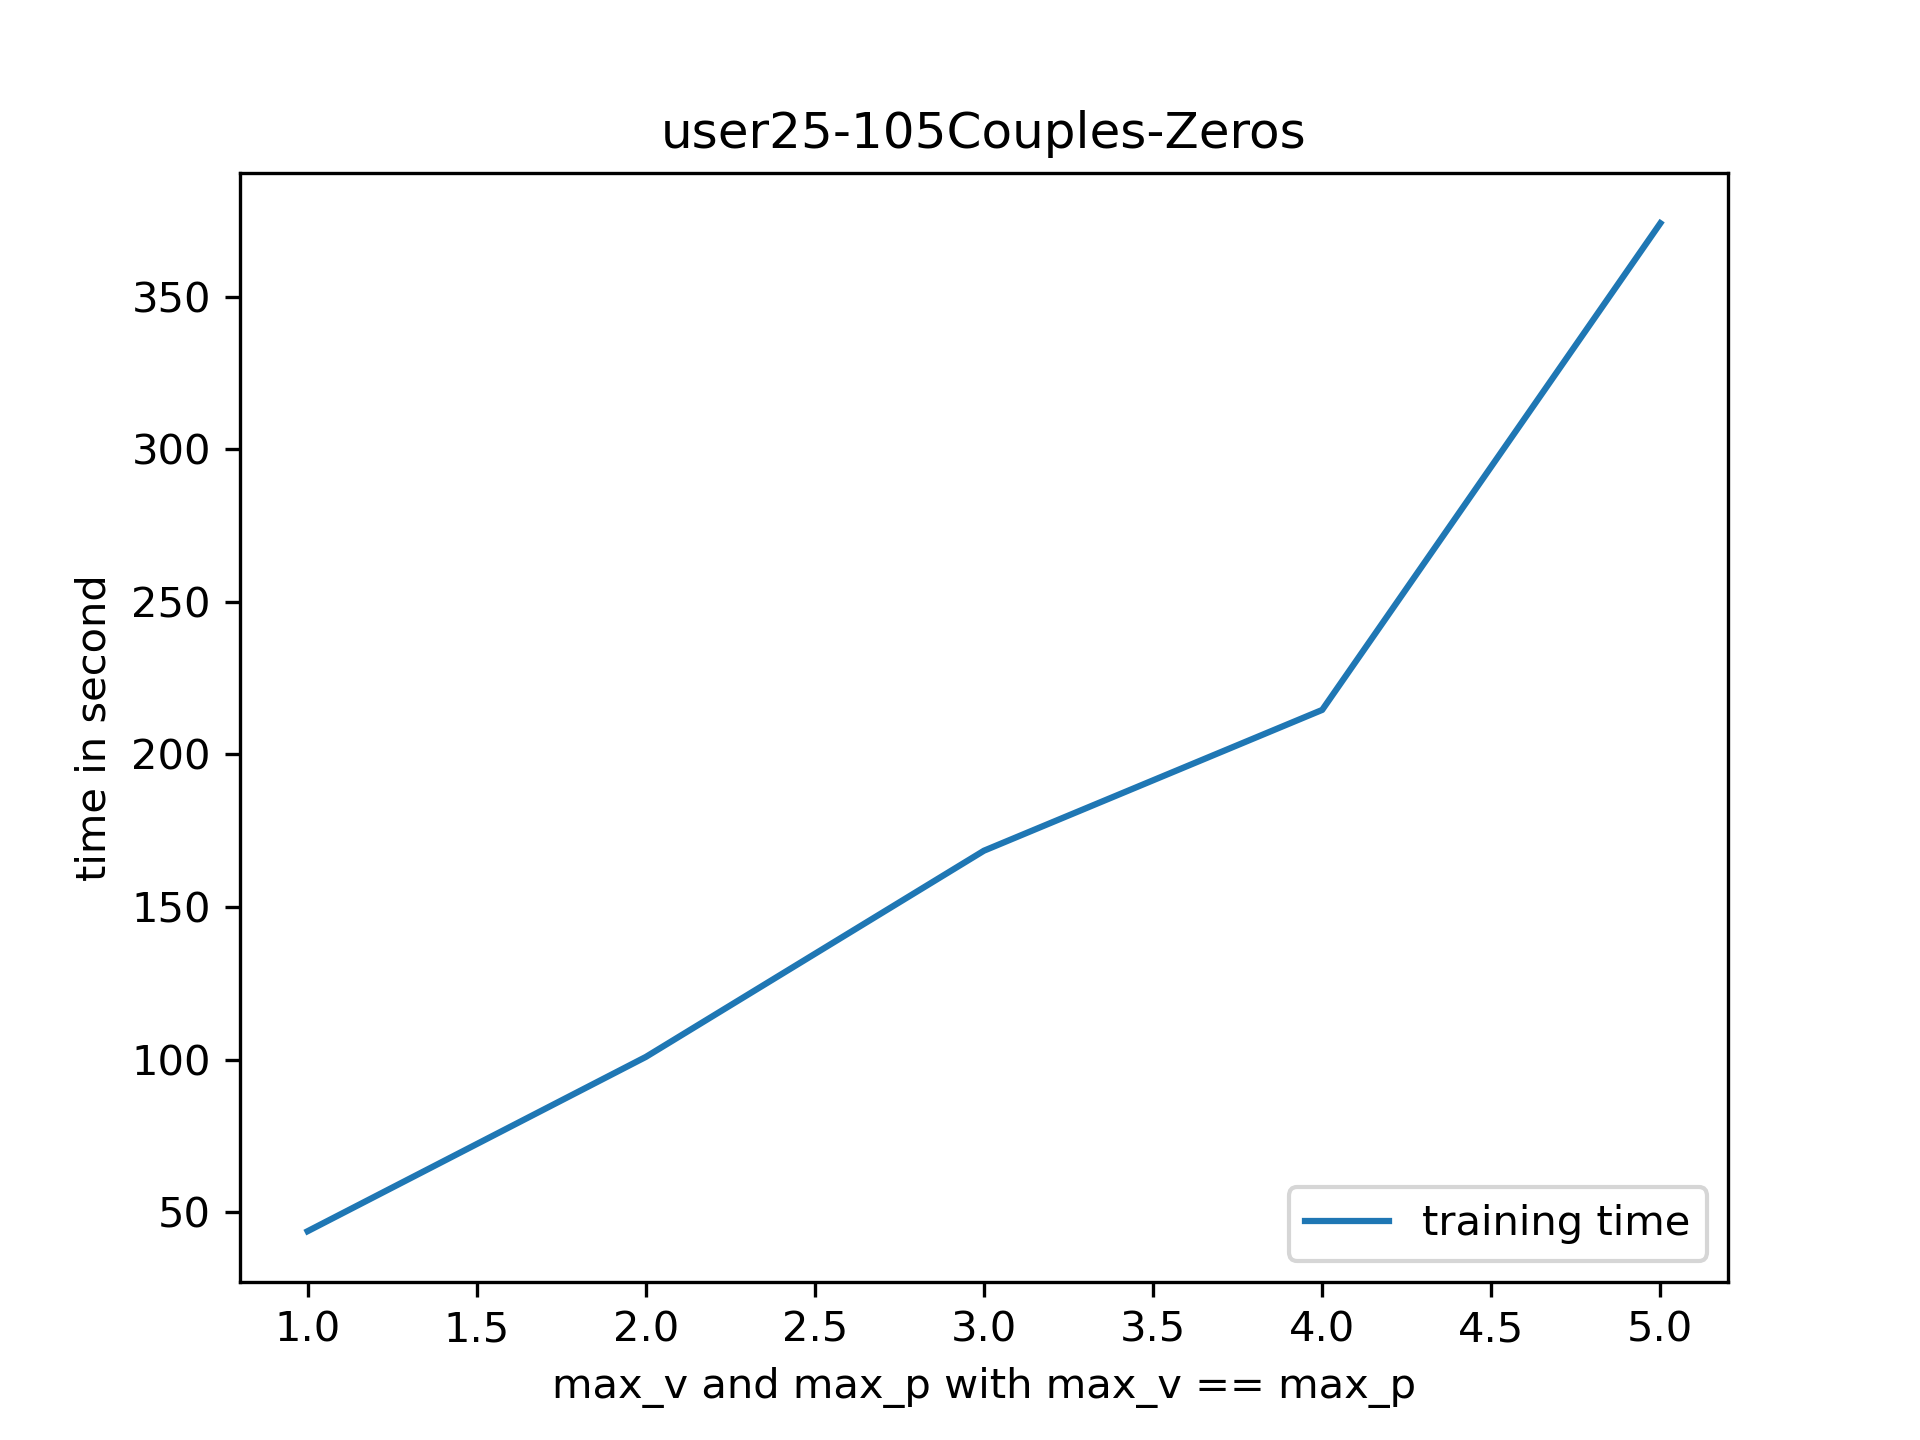 user25-105Couples-Zeros
350
300
250
200
150
100
50
time in second
training time
1.0 1.5 2.0 2.5 3.0 3.5 4.0 4.5 5.0
max_v and max_p with max_v == max_p